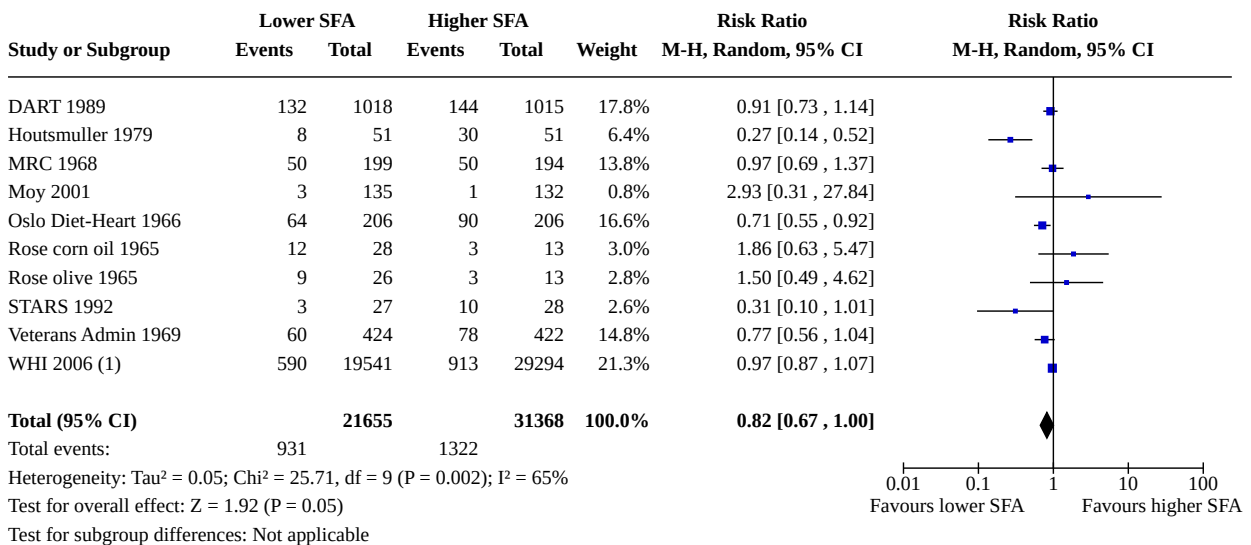 Lower SFA Higher SFA Risk Ratio Risk Ratio
Study or Subgroup Events Total Events Total Weight M-H, Random, 95% CI M-H, Random, 95% CI
DART 1989 132 1018 144 1015 17.8% 0.91 [0.73 , 1.14]
Houtsmuller 1979 8 51 30 51 6.4% 0.27 [0.14 , 0.52]
MRC 1968 50 199 50 194 13.8% 0.97 [0.69 , 1.37]
Moy 2001 3 135 1 132 0.8% 2.93 [0.31 , 27.84]
Oslo Diet-Heart 1966 64 206 90 206 16.6% 0.71 [0.55 , 0.92]
Rose corn oil 1965 12 28 3 13 3.0% 1.86 [0.63 , 5.47]
Rose olive 1965 9 26 3 13 2.8% 1.50 [0.49 , 4.62]
STARS 1992 3 27 10 28 2.6% 0.31 [0.10 , 1.01]
Veterans Admin 1969 60 424 78 422 14.8% 0.77 [0.56 , 1.04]
WHI 2006 (1) 590 19541 913 29294 21.3% 0.97 [0.87 , 1.07]
Total (95% CI) 21655 31368 100.0% 0.82 [0.67 , 1.00]
Total events: 931 1322
Heterogeneity: Tau² = 0.05; Chi² = 25.71, df = 9 (P = 0.002); I² = 65%
0.01 0.1 1 10 100
Test for overall effect: Z = 1.92 (P = 0.05) Favours lower SFA Favours higher SFA
Test for subgroup differences: Not applicable